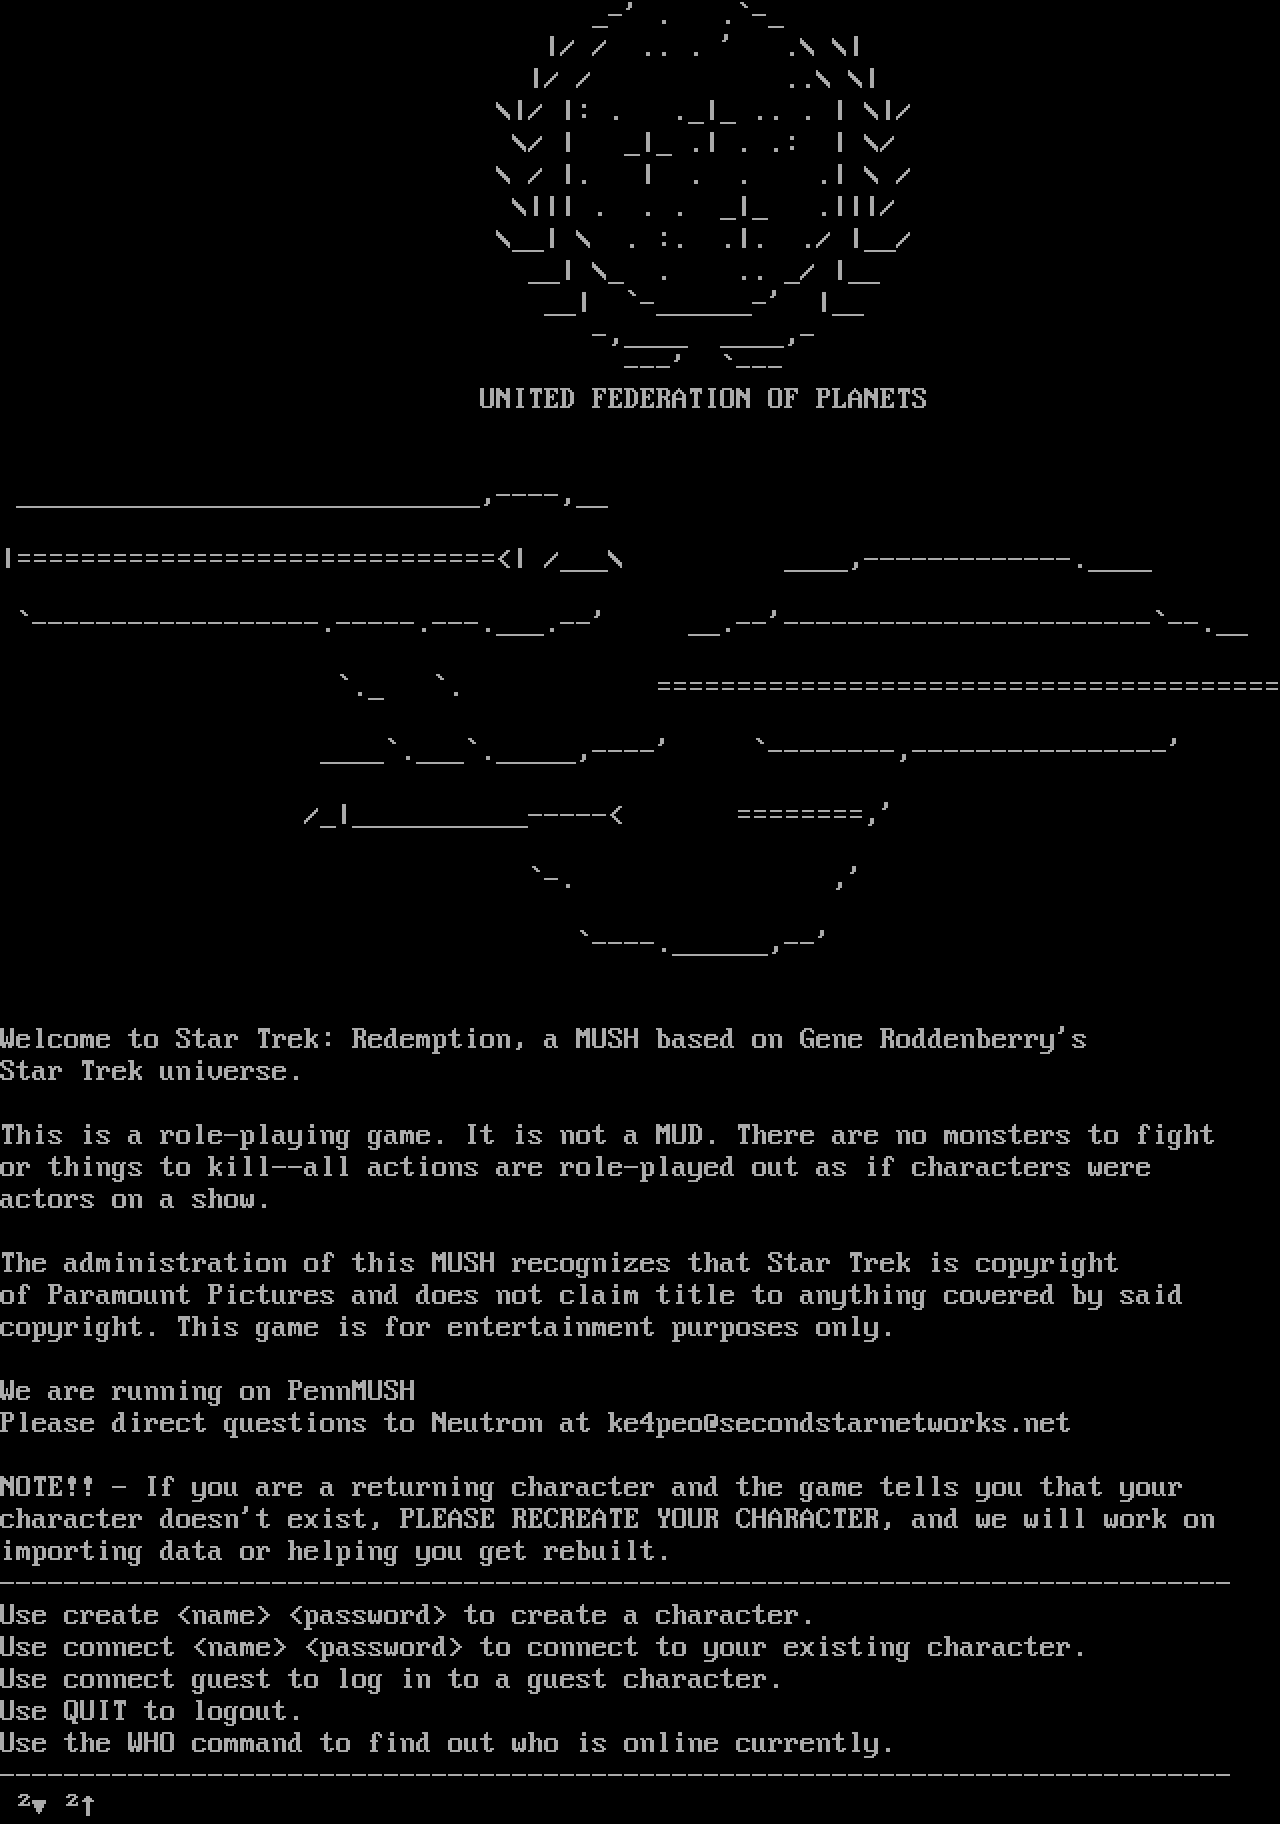 UNITED FEDERATION OF PLANETS
Welcome to Star Trek: Redemption, a MUSH based on Gene Roddenberry's
Star Trek universe.
This is a role-playing game. It is not a MUD. There are no monsters to fight
or things to kill--all actions are role-played out as if characters were
actors on a show.
The administration of this MUSH recognizes that Star Trek is copyright
of Paramount Pictures and does not claim title to anything covered by said
copyright. This game is for entertainment purposes only.
We are running on PennMUSH
Please direct questions to Neutron at ke4peo@secondstarnetworks.net
NOTE!! - If you are a returning character and the game tells you that your
character doesn't exist, PLEASE RECREATE YOUR CHARACTER, and we will work on
importing data or helping you get rebuilt.
Use create <name> <password> to create a character.
Use connect <name> <password> to connect to your existing character.
Use connect guest to log in to a guest character.
Use QUIT to logout.
Use the WHO command to find out who is online currently.
²▼ ²↑